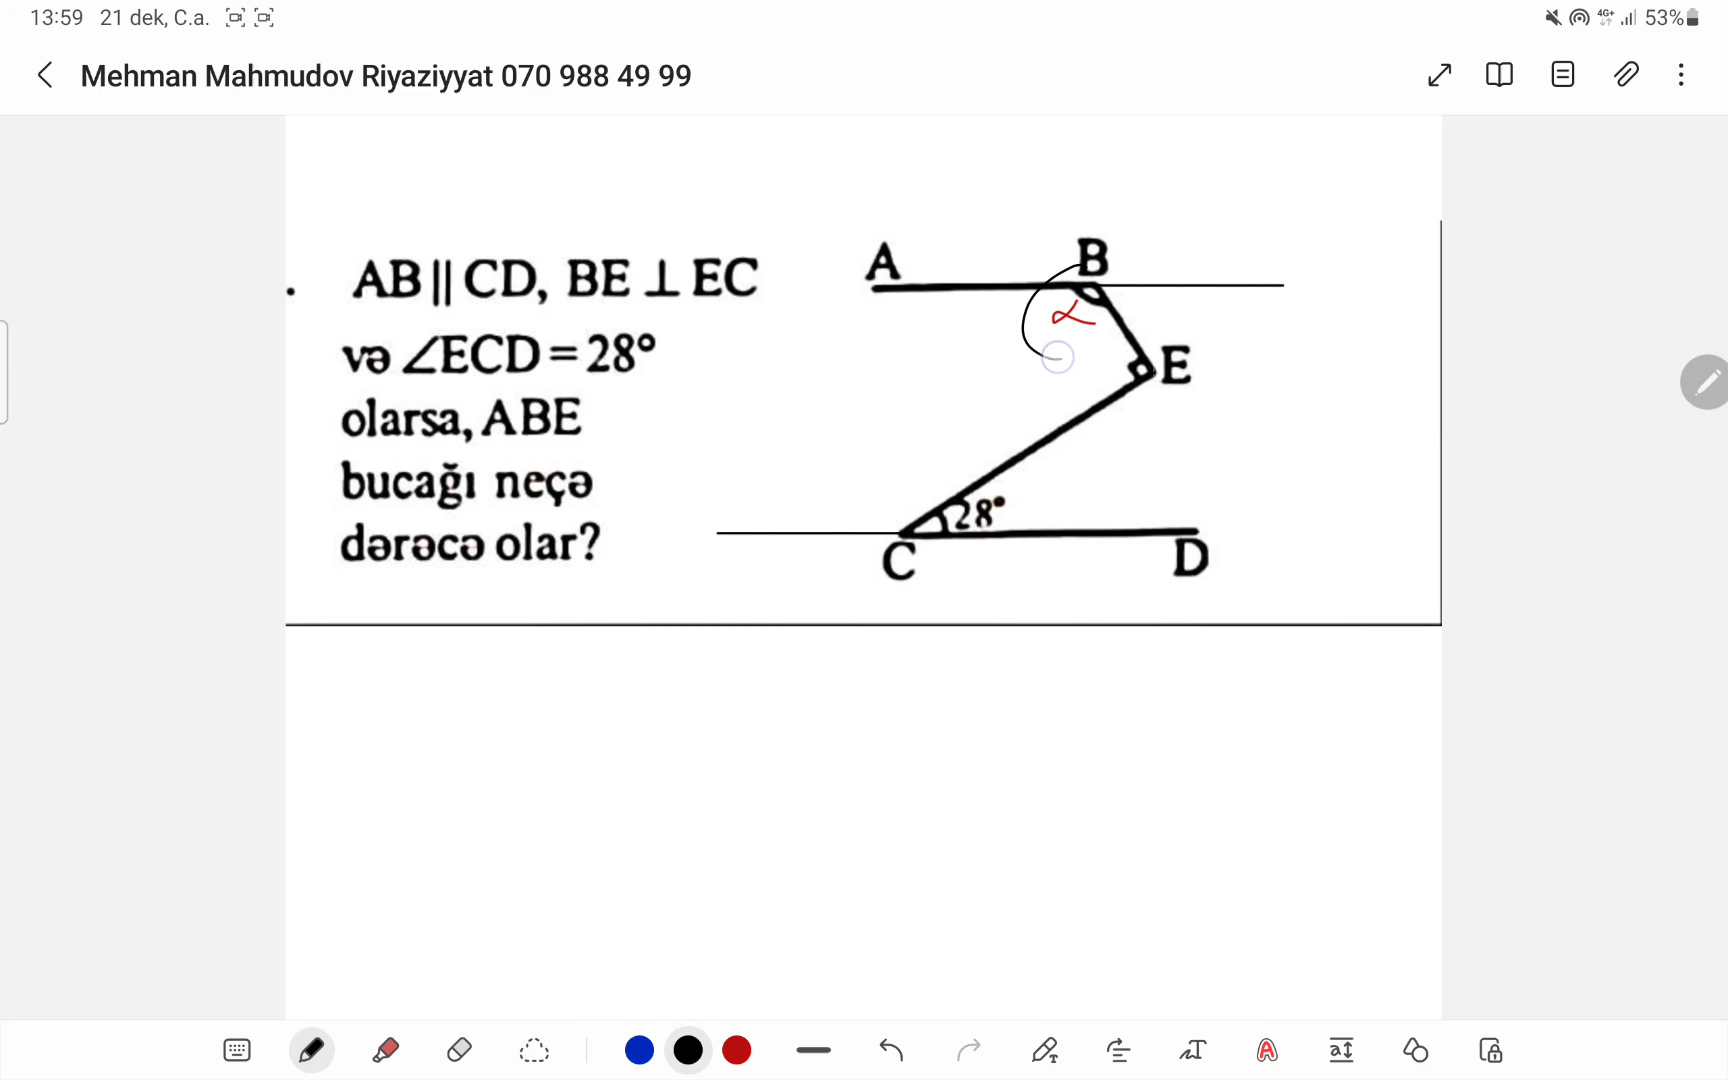 13:59 21 dek, C.a.
4G+ 53%
Mehman Mahmudov Riyaziyyat 070 988 49 99
. AB || CD, BE ⊥ EC
və ∠ECD = 28°
olarsa, ABE
bucağı neçə
dərəcə olar?
A
B
α
E
28°
C
D